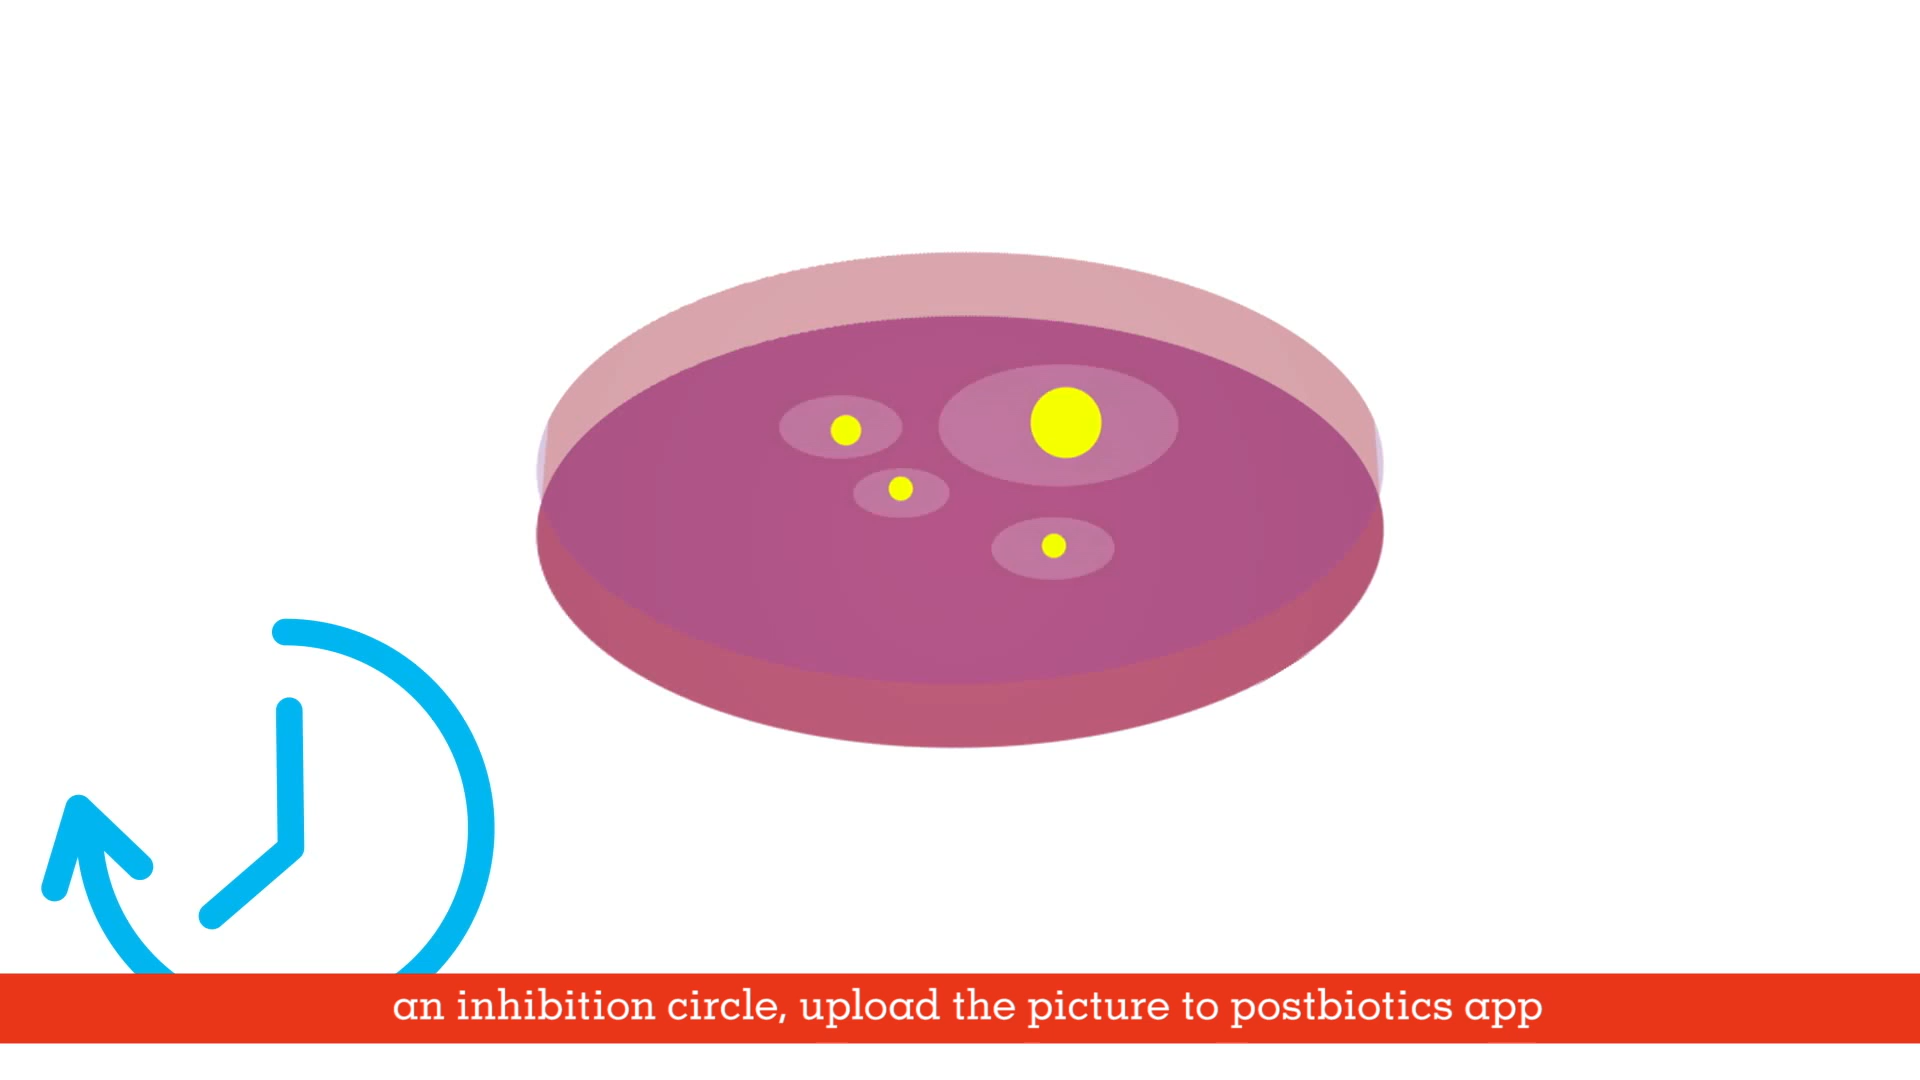 an inhibition circle, upload the picture to postbiotics app